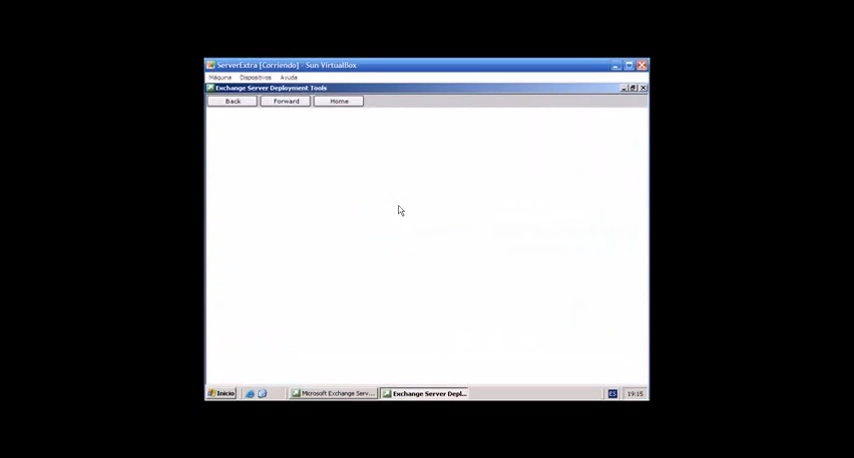 ServerExtra [Corriendo] - Sun VirtualBox
Máquina Dispositivos Ayuda
Exchange Server Deployment Tools
Back Forward Home
Inicio Microsoft Exchange Serv... Exchange Server Depl... ES 19:15